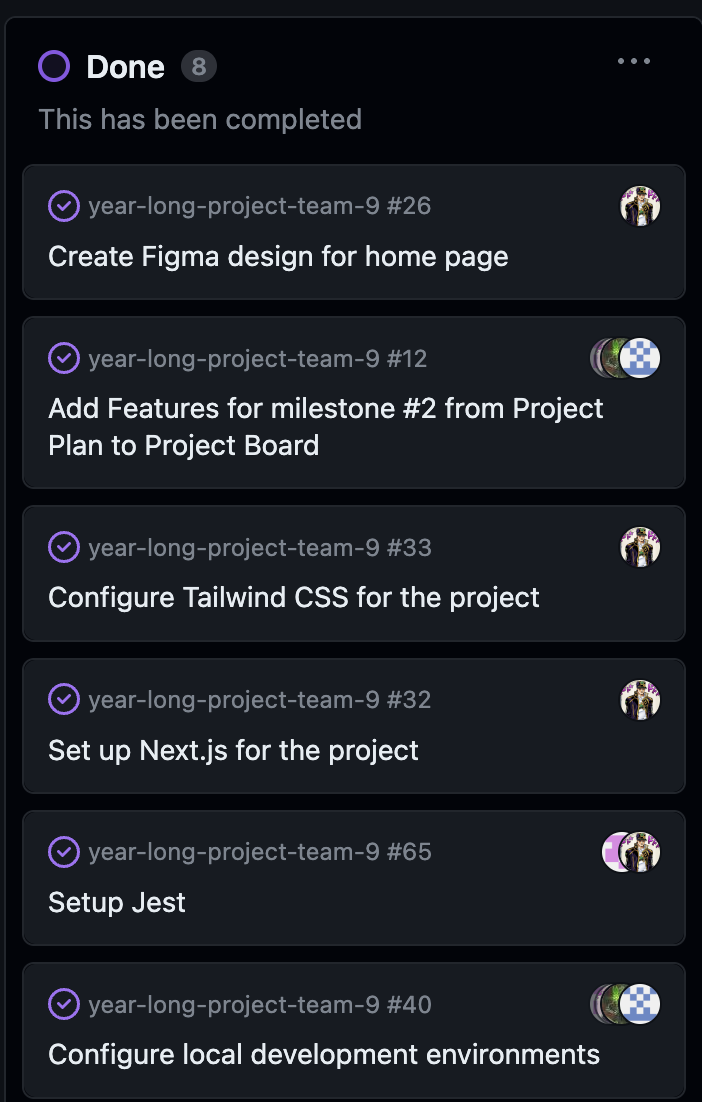 Done 8
This has been completed
year-long-project-team-9 #26
Create Figma design for home page
year-long-project-team-9 #12
Add Features for milestone #2 from Project
Plan to Project Board
year-long-project-team-9 #33
Configure Tailwind CSS for the project
year-long-project-team-9 #32
Set up Next.js for the project
year-long-project-team-9 #65
Setup Jest
year-long-project-team-9 #40
Configure local development environments